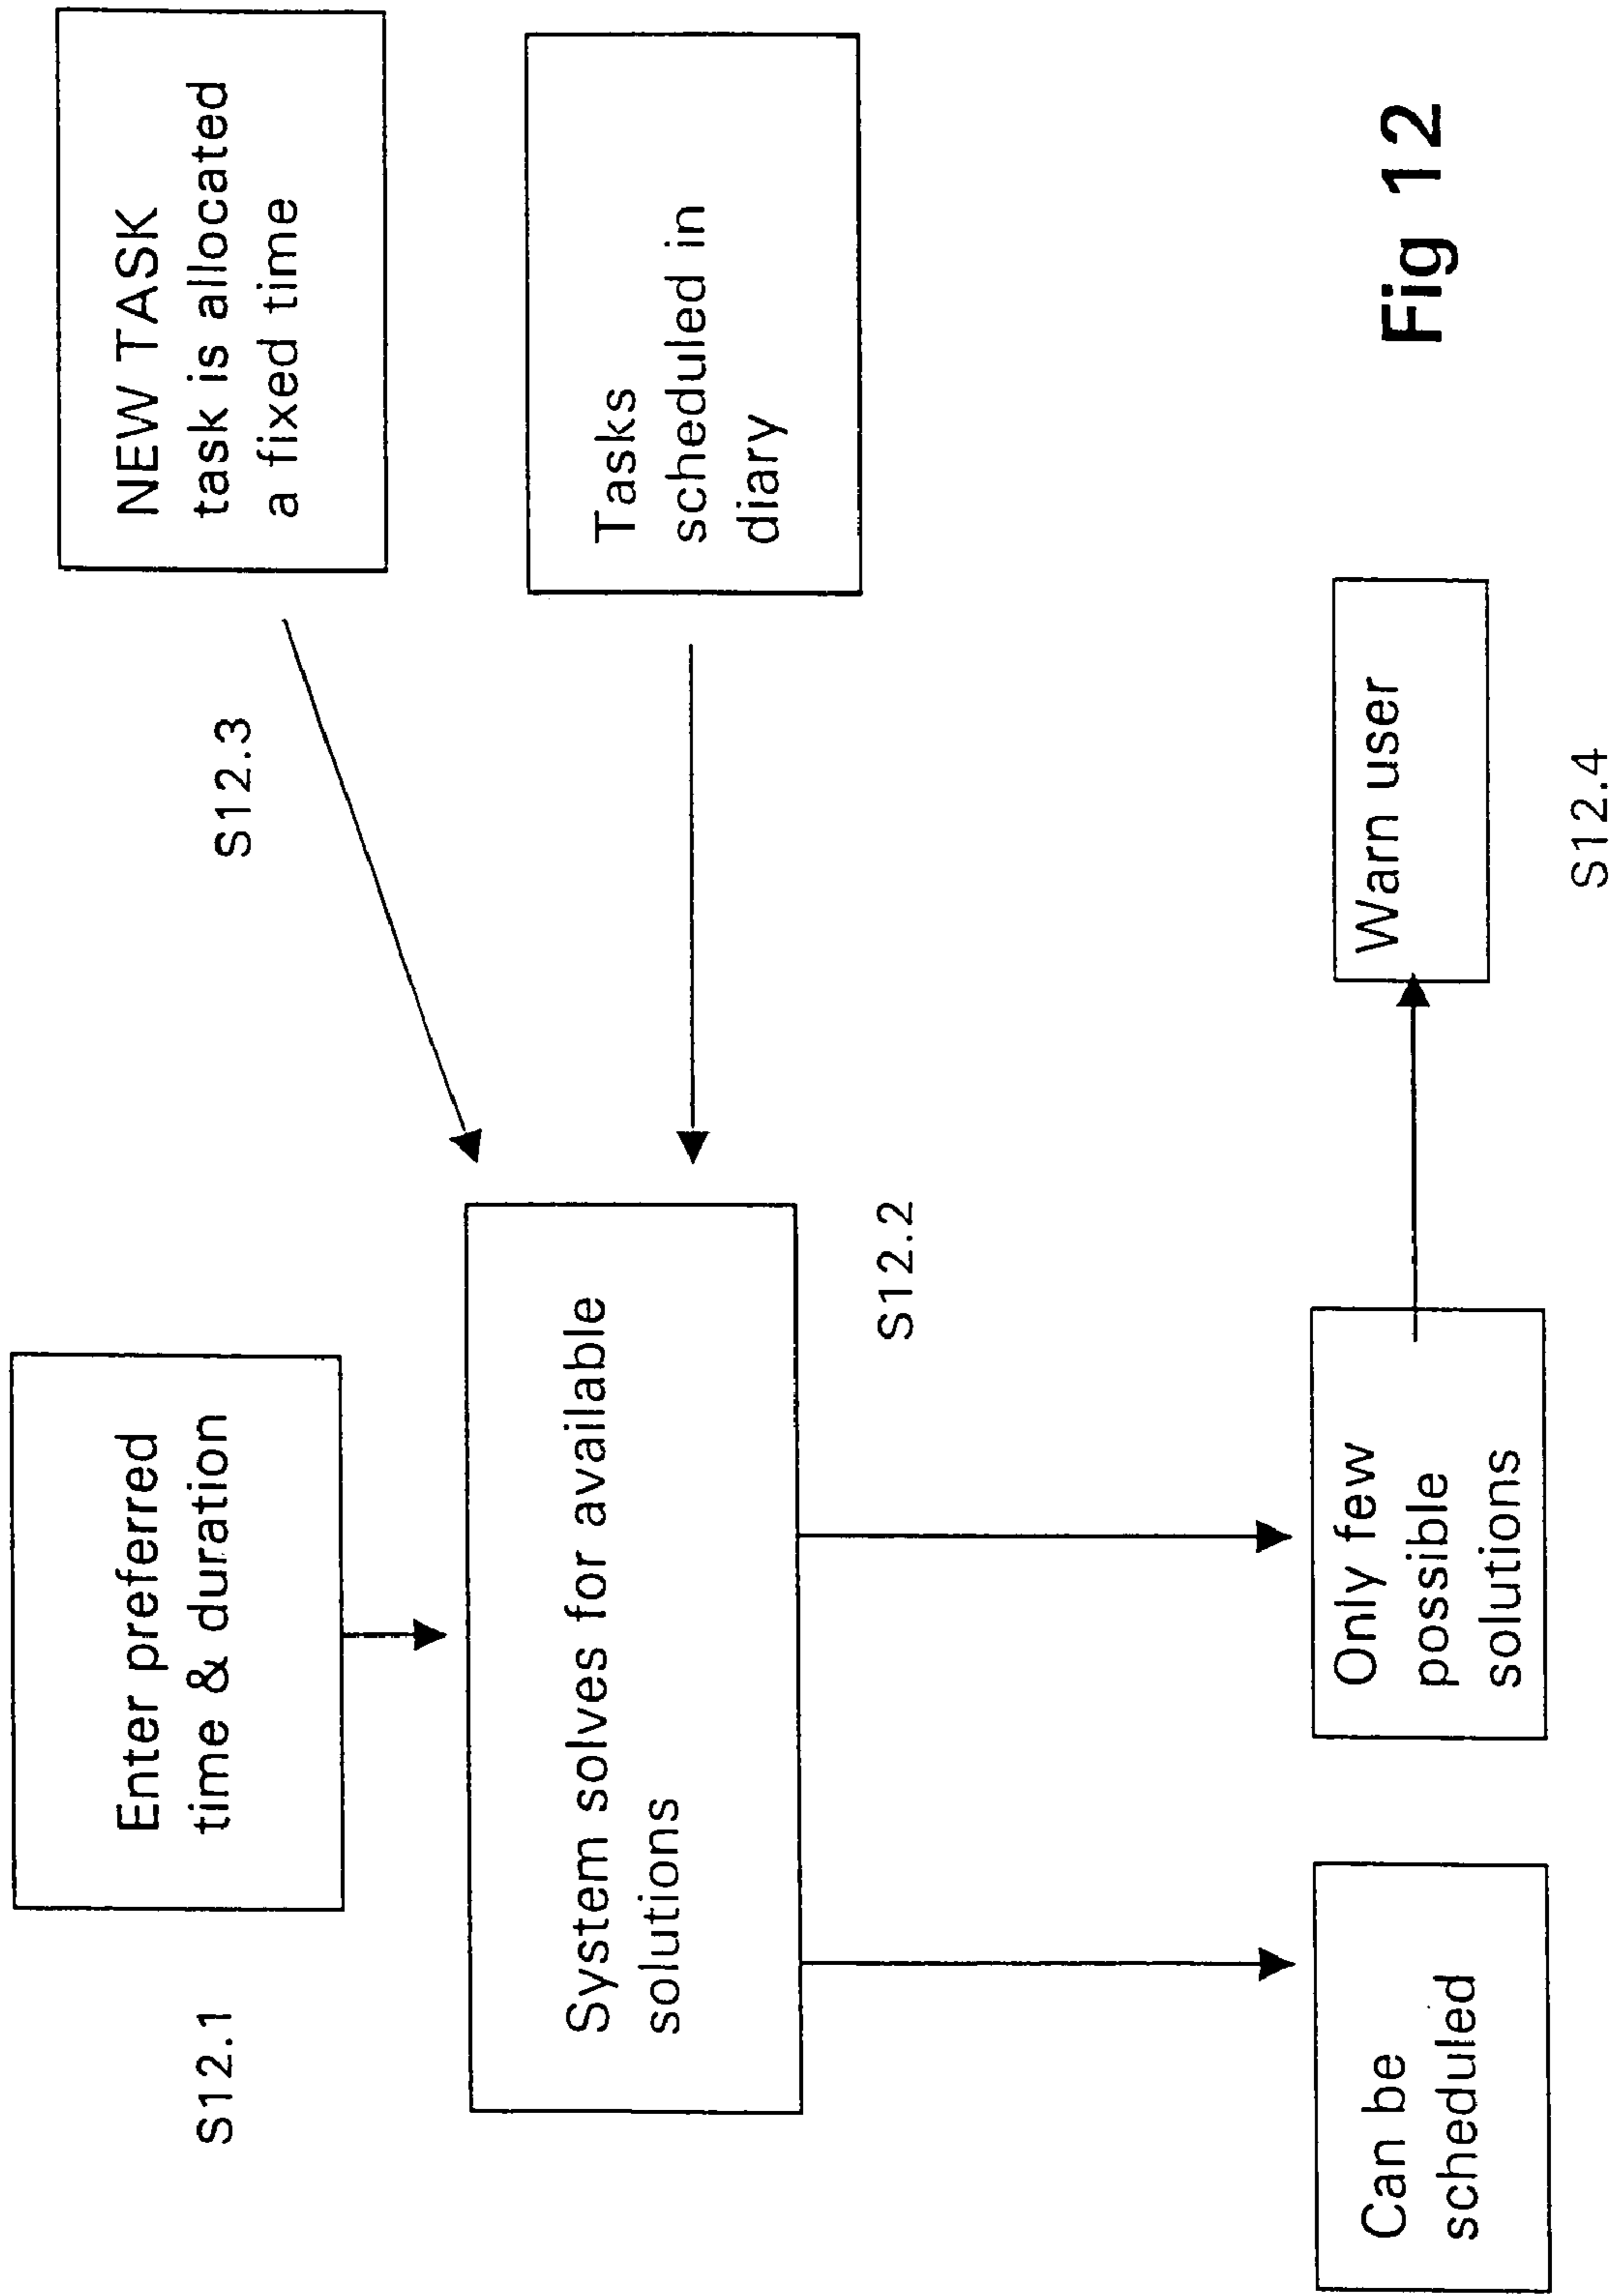 S12.1
Enter preferred
time & duration
S12.3
NEW TASK
task is allocated
a fixed time
System solves for available
solutions
S12.2
Tasks
scheduled in
diary
Can be
scheduled
Only few
possible
solutions
Warn user
S12.4
Fig 12